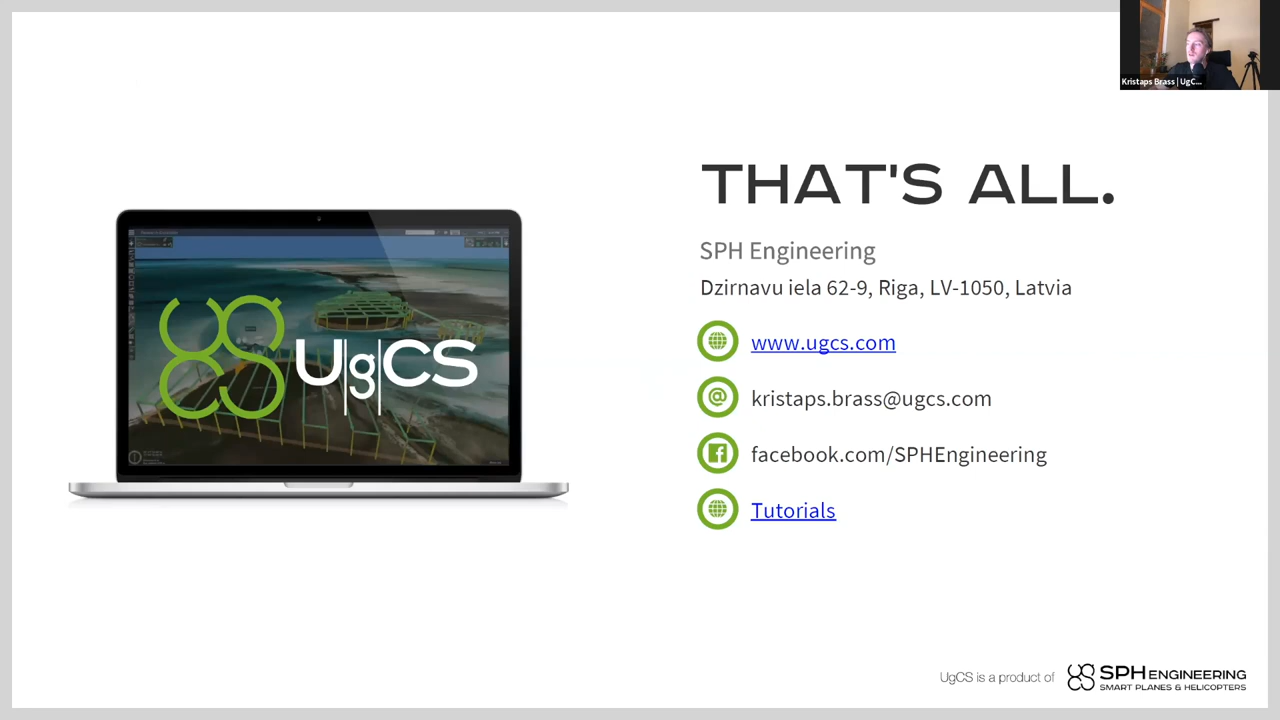 Kristaps Brass | UgC...
THAT'S ALL.
SPH Engineering
Dzirnavu iela 62-9, Riga, LV-1050, Latvia
www.ugcs.com
kristaps.brass@ugcs.com
facebook.com/SPHEngineering
Tutorials
UgCS
UgCS is a product of
SPH ENGINEERING
SMART PLANES & HELICOPTERS